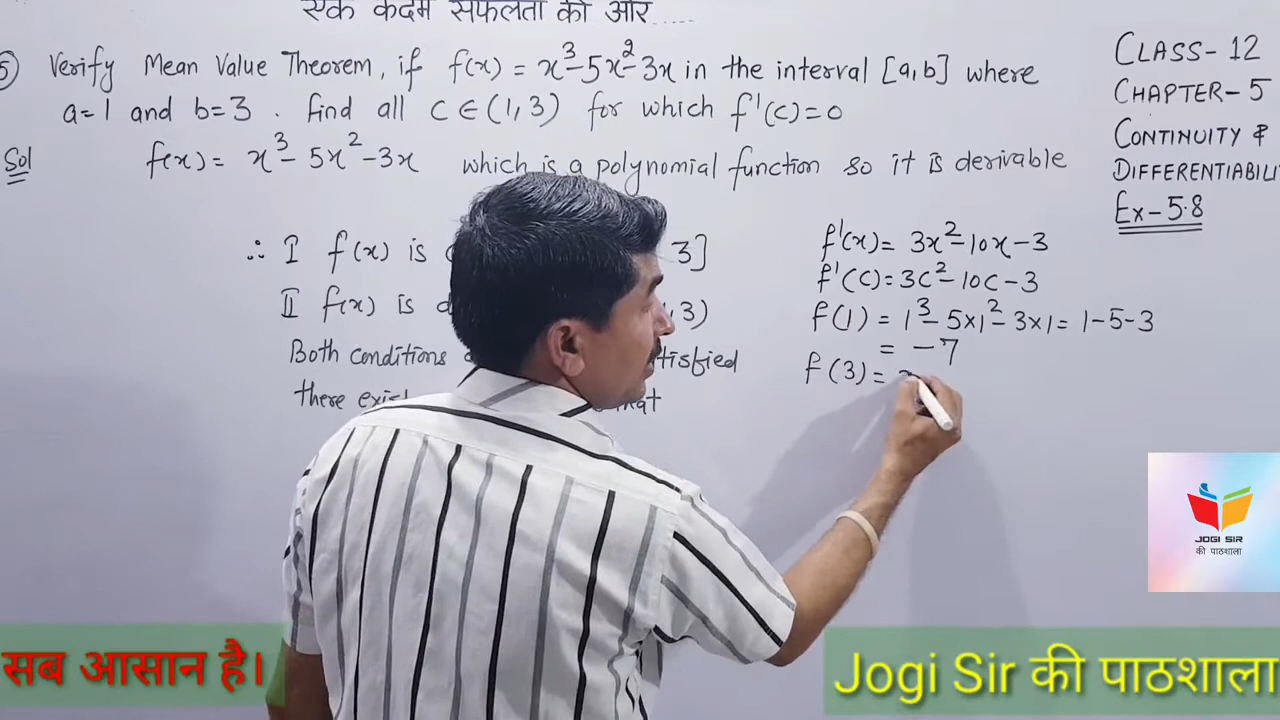 एक कदम सफलता की ओर......
5) Verify Mean Value Theorem, if f(x) = x³-5x²-3x in the interval [a,b] where
a=1 and b=3. find all c∈(1,3) for which f'(c)=0
Sol f(x) = x³-5x²-3x which is a polynomial function so it is derivable
∴ I f(x) is 3]
II f(x) is 3)
Both conditions satisfied
there exist that
f'(x) = 3x²-10x-3
f'(c) = 3c²-10c-3
f(1) = 1³-5×1²-3×1 = 1-5-3
= -7
f(3) =
CLASS-12
CHAPTER-5
CONTINUITY &
DIFFERENTIABILI
Ex-5.8
JOGI SIR
की पाठशाला
सब आसान है।
Jogi Sir की पाठशाला